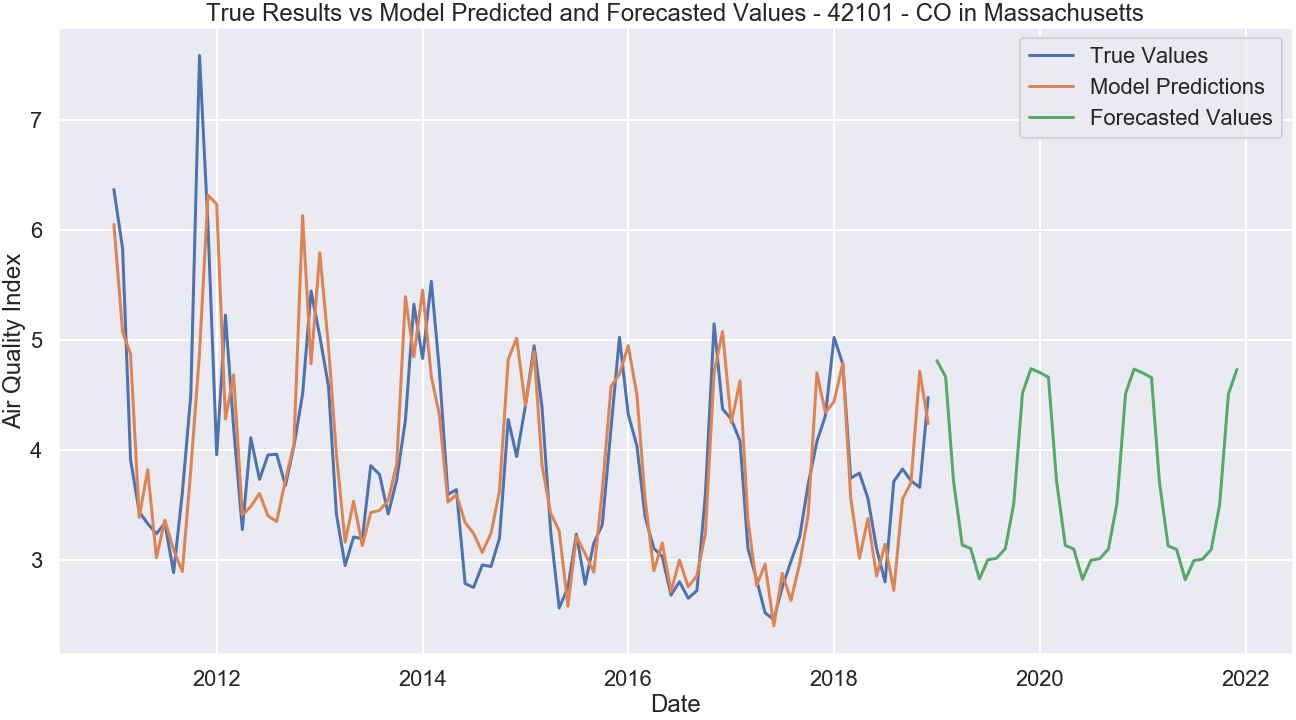 True Results vs Model Predicted and Forecasted Values - 42101 - CO in Massachusetts
True Values
Model Predictions
Forecasted Values
Air Quality Index
7
6
5
4
3
2012 2014 2016 2018 2020 2022
Date